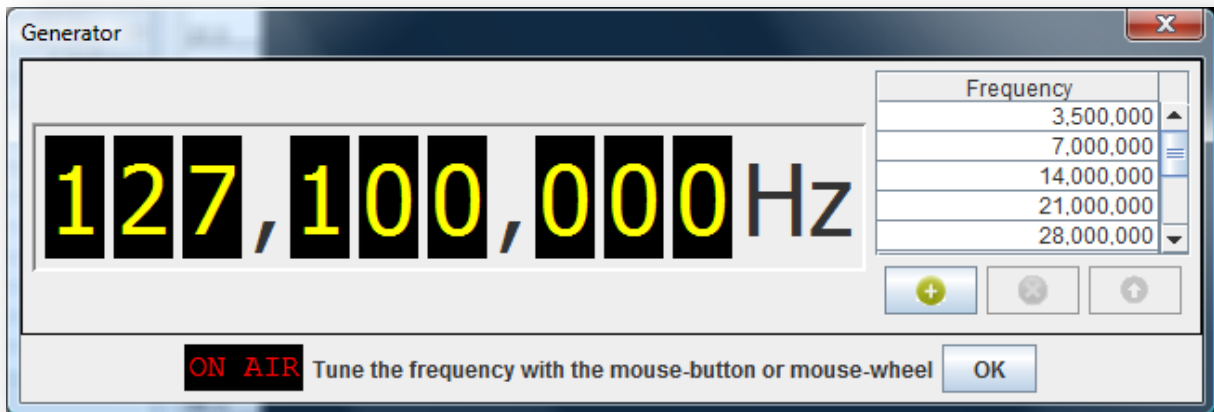 Generator
127,100,000Hz
Frequency
3,500,000
7,000,000
14,000,000
21,000,000
28,000,000
ON AIR Tune the frequency with the mouse-button or mouse-wheel OK